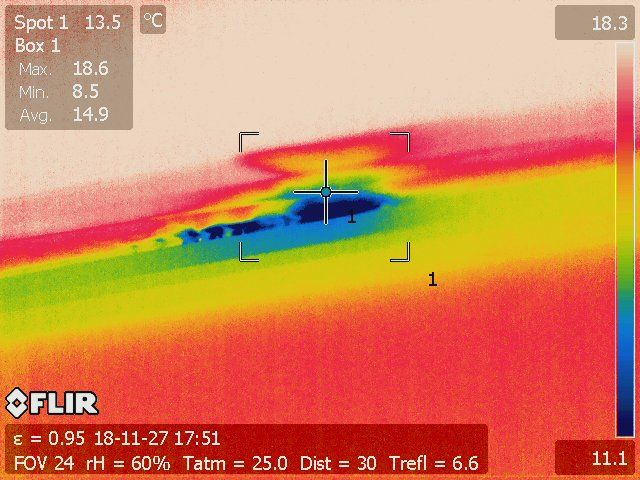 Spot 1 13.5 °C
Box 1
Max. 18.6
Min. 8.5
Avg. 14.9
18.3
1
1
FLIR
ε = 0.95 18-11-27 17:51
FOV 24 rH = 60% Tatm = 25.0 Dist = 30 Trefl = 6.6
11.1